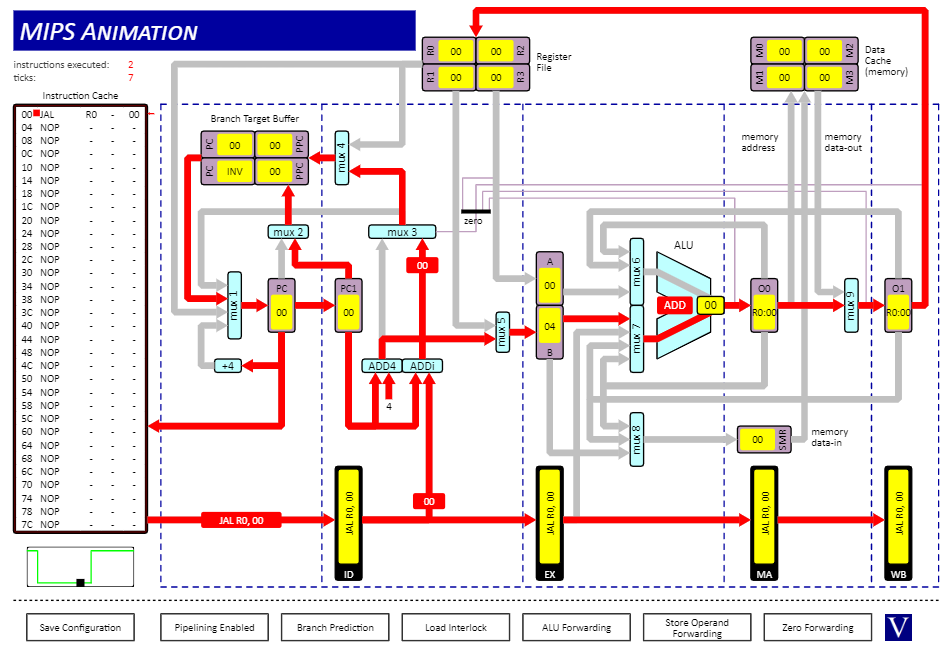 MIPS ANIMATION
instructions executed: 2
ticks: 7
Instruction Cache
00 JAL R0 - 00
04 NOP - - -
08 NOP - - -
0C NOP - - -
10 NOP - - -
14 NOP - - -
18 NOP - - -
1C NOP - - -
20 NOP - - -
24 NOP - - -
28 NOP - - -
2C NOP - - -
30 NOP - - -
34 NOP - - -
38 NOP - - -
3C NOP - - -
40 NOP - - -
44 NOP - - -
48 NOP - - -
4C NOP - - -
50 NOP - - -
54 NOP - - -
58 NOP - - -
5C NOP - - -
60 NOP - - -
64 NOP - - -
68 NOP - - -
6C NOP - - -
70 NOP - - -
74 NOP - - -
78 NOP - - -
7C NOP - - -
R0 00 00 R2
R1 00 00 R3
Register
File
M0 00 00 M2
M1 00 00 M3
Data
Cache
(memory)
Branch Target Buffer
PC 00 00 PPC
PC INV 00 PPC
mux 4
memory
address
memory
data-out
zero
mux 2
mux 3
ALU
00
mux 1
PC
00
PC1
00
mux 5
A
00
04
B
mux 6
mux 7
ADD
00
O0
R0:00
mux 9
O1
R0:00
+4
ADD4
ADDi
4
mux 8
00
SMR
memory
data-in
00
JAL R0, 00
JAL R0, 00
ID
JAL R0, 00
EX
JAL R0, 00
MA
JAL R0, 00
WB
Save Configuration
Pipelining Enabled
Branch Prediction
Load Interlock
ALU Forwarding
Store Operand
Forwarding
Zero Forwarding
V